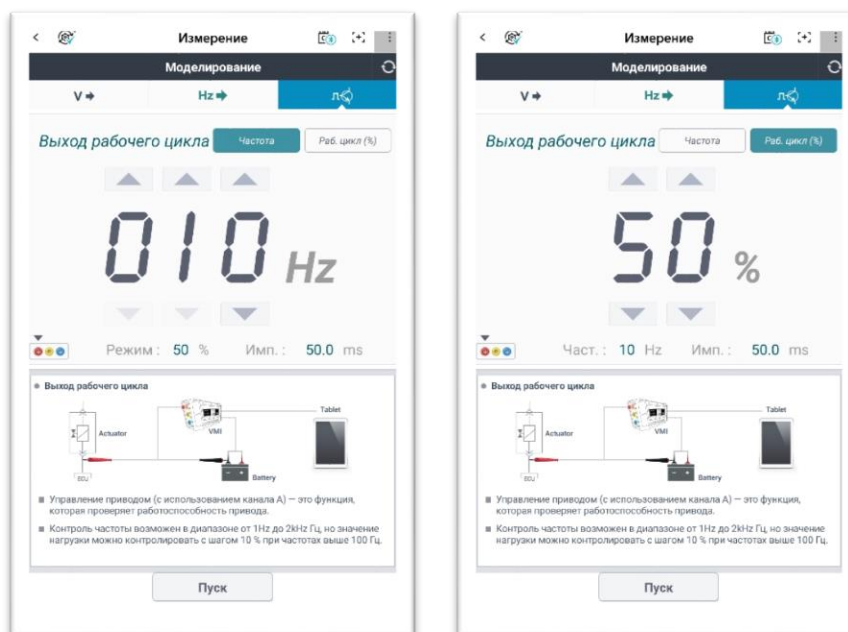 Измерение
Моделирование
V
Hz
Выход рабочего цикла Частота Раб. цикл (%)
010 Hz
Режим : 50 % Имп. : 50.0 ms
Выход рабочего цикла
Actuator
VMI
Tablet
ECU
Battery
Управление приводом (с использованием канала А) — это функция,
которая проверяет работоспособность привода.
Контроль частоты возможен в диапазоне от 1Hz до 2kHz Гц, но значение
нагрузки можно контролировать с шагом 10 % при частотах выше 100 Гц.
Пуск
Измерение
Моделирование
V
Hz
Выход рабочего цикла Частота Раб. цикл (%)
50 %
Част. : 10 Hz Имп. : 50.0 ms
Выход рабочего цикла
Actuator
VMI
Tablet
ECU
Battery
Управление приводом (с использованием канала А) — это функция,
которая проверяет работоспособность привода.
Контроль частоты возможен в диапазоне от 1Hz до 2kHz Гц, но значение
нагрузки можно контролировать с шагом 10 % при частотах выше 100 Гц.
Пуск